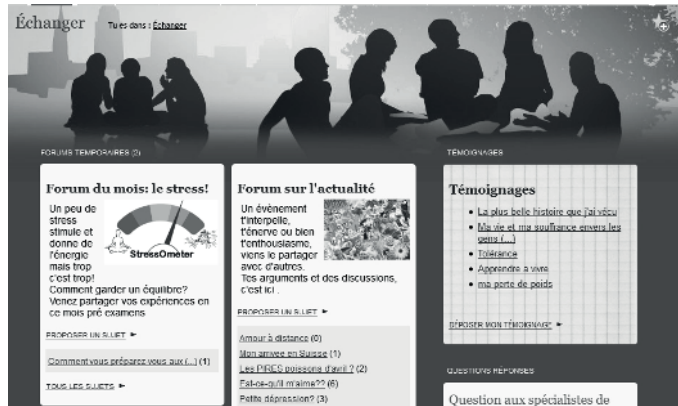 Échanger
Tu es dans : Échanger
FORUMS TEMPORAIRES (2)
Forum du mois: le stress!
Un peu de
stress
stimule et
donne de
l'énergie
mais trop
c'est trop!
Comment garder un équilibre?
Venez partager vos expériences en
ce mois pré examens
StressOmeter
PROPOSER UN SUJET
Comment vous préparez vous aux (...) (1)
TOUS LES SUJETS
Forum sur l'actualité
Un évènement
t'interpelle,
t'énerve ou bien
t'enthousiasme,
viens le partager
avec d'autres.
Tes arguments et des discussions,
c'est ici .
PROPOSER UN SUJET
Amour à distance (0)
Mon arrivee en Suisse (1)
Les PIRES poissons d'avril ? (2)
Est-ce-qu'il m'aime?? (6)
Petite dépression? (3)
TÉMOIGNAGES
Témoignages
La plus belle histoire que j'ai vécu
Ma vie et ma souffrance envers les
gens (...)
Tolérance
Apprendre a vivre
ma perte de poids
DÉPOSER MON TÉMOIGNAGE
QUESTIONS RÉPONSES
Question aux spécialistes de